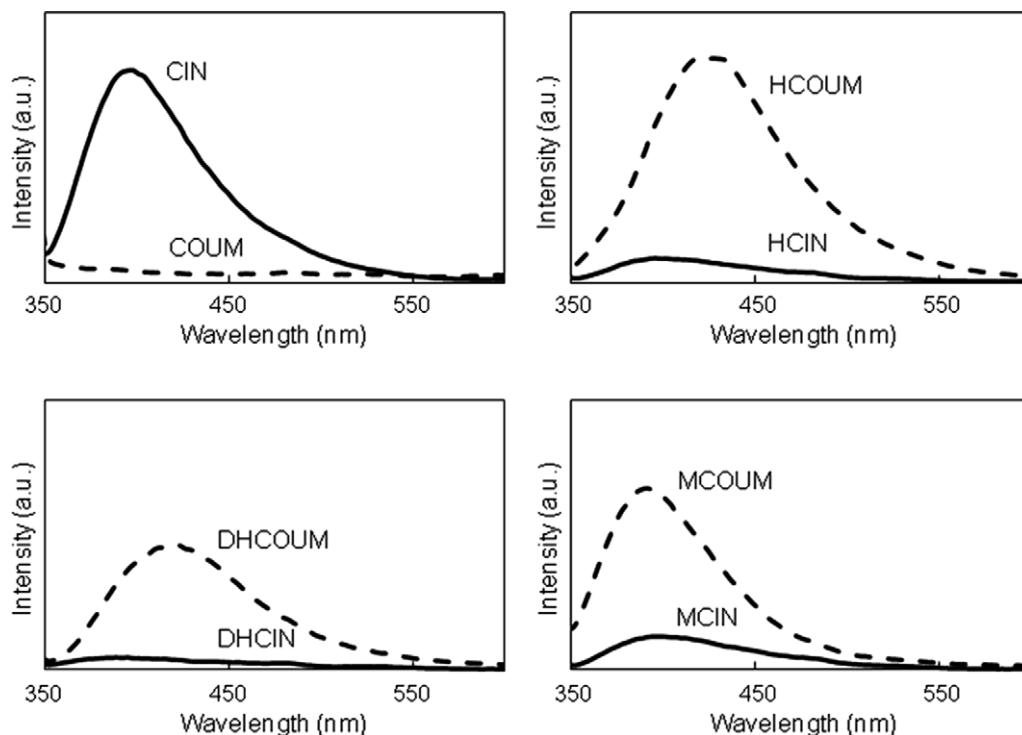 CIN
COUM
Intensity (a.u.)
350
450
550
Wavelength (nm)
HCOUM
HCIN
Intensity (a.u.)
350
450
550
Wavelength (nm)
DHCOUM
DHCIN
Intensity (a.u.)
350
450
550
Wavelength (nm)
MCOUM
MCIN
Intensity (a.u.)
350
450
550
Wavelength (nm)